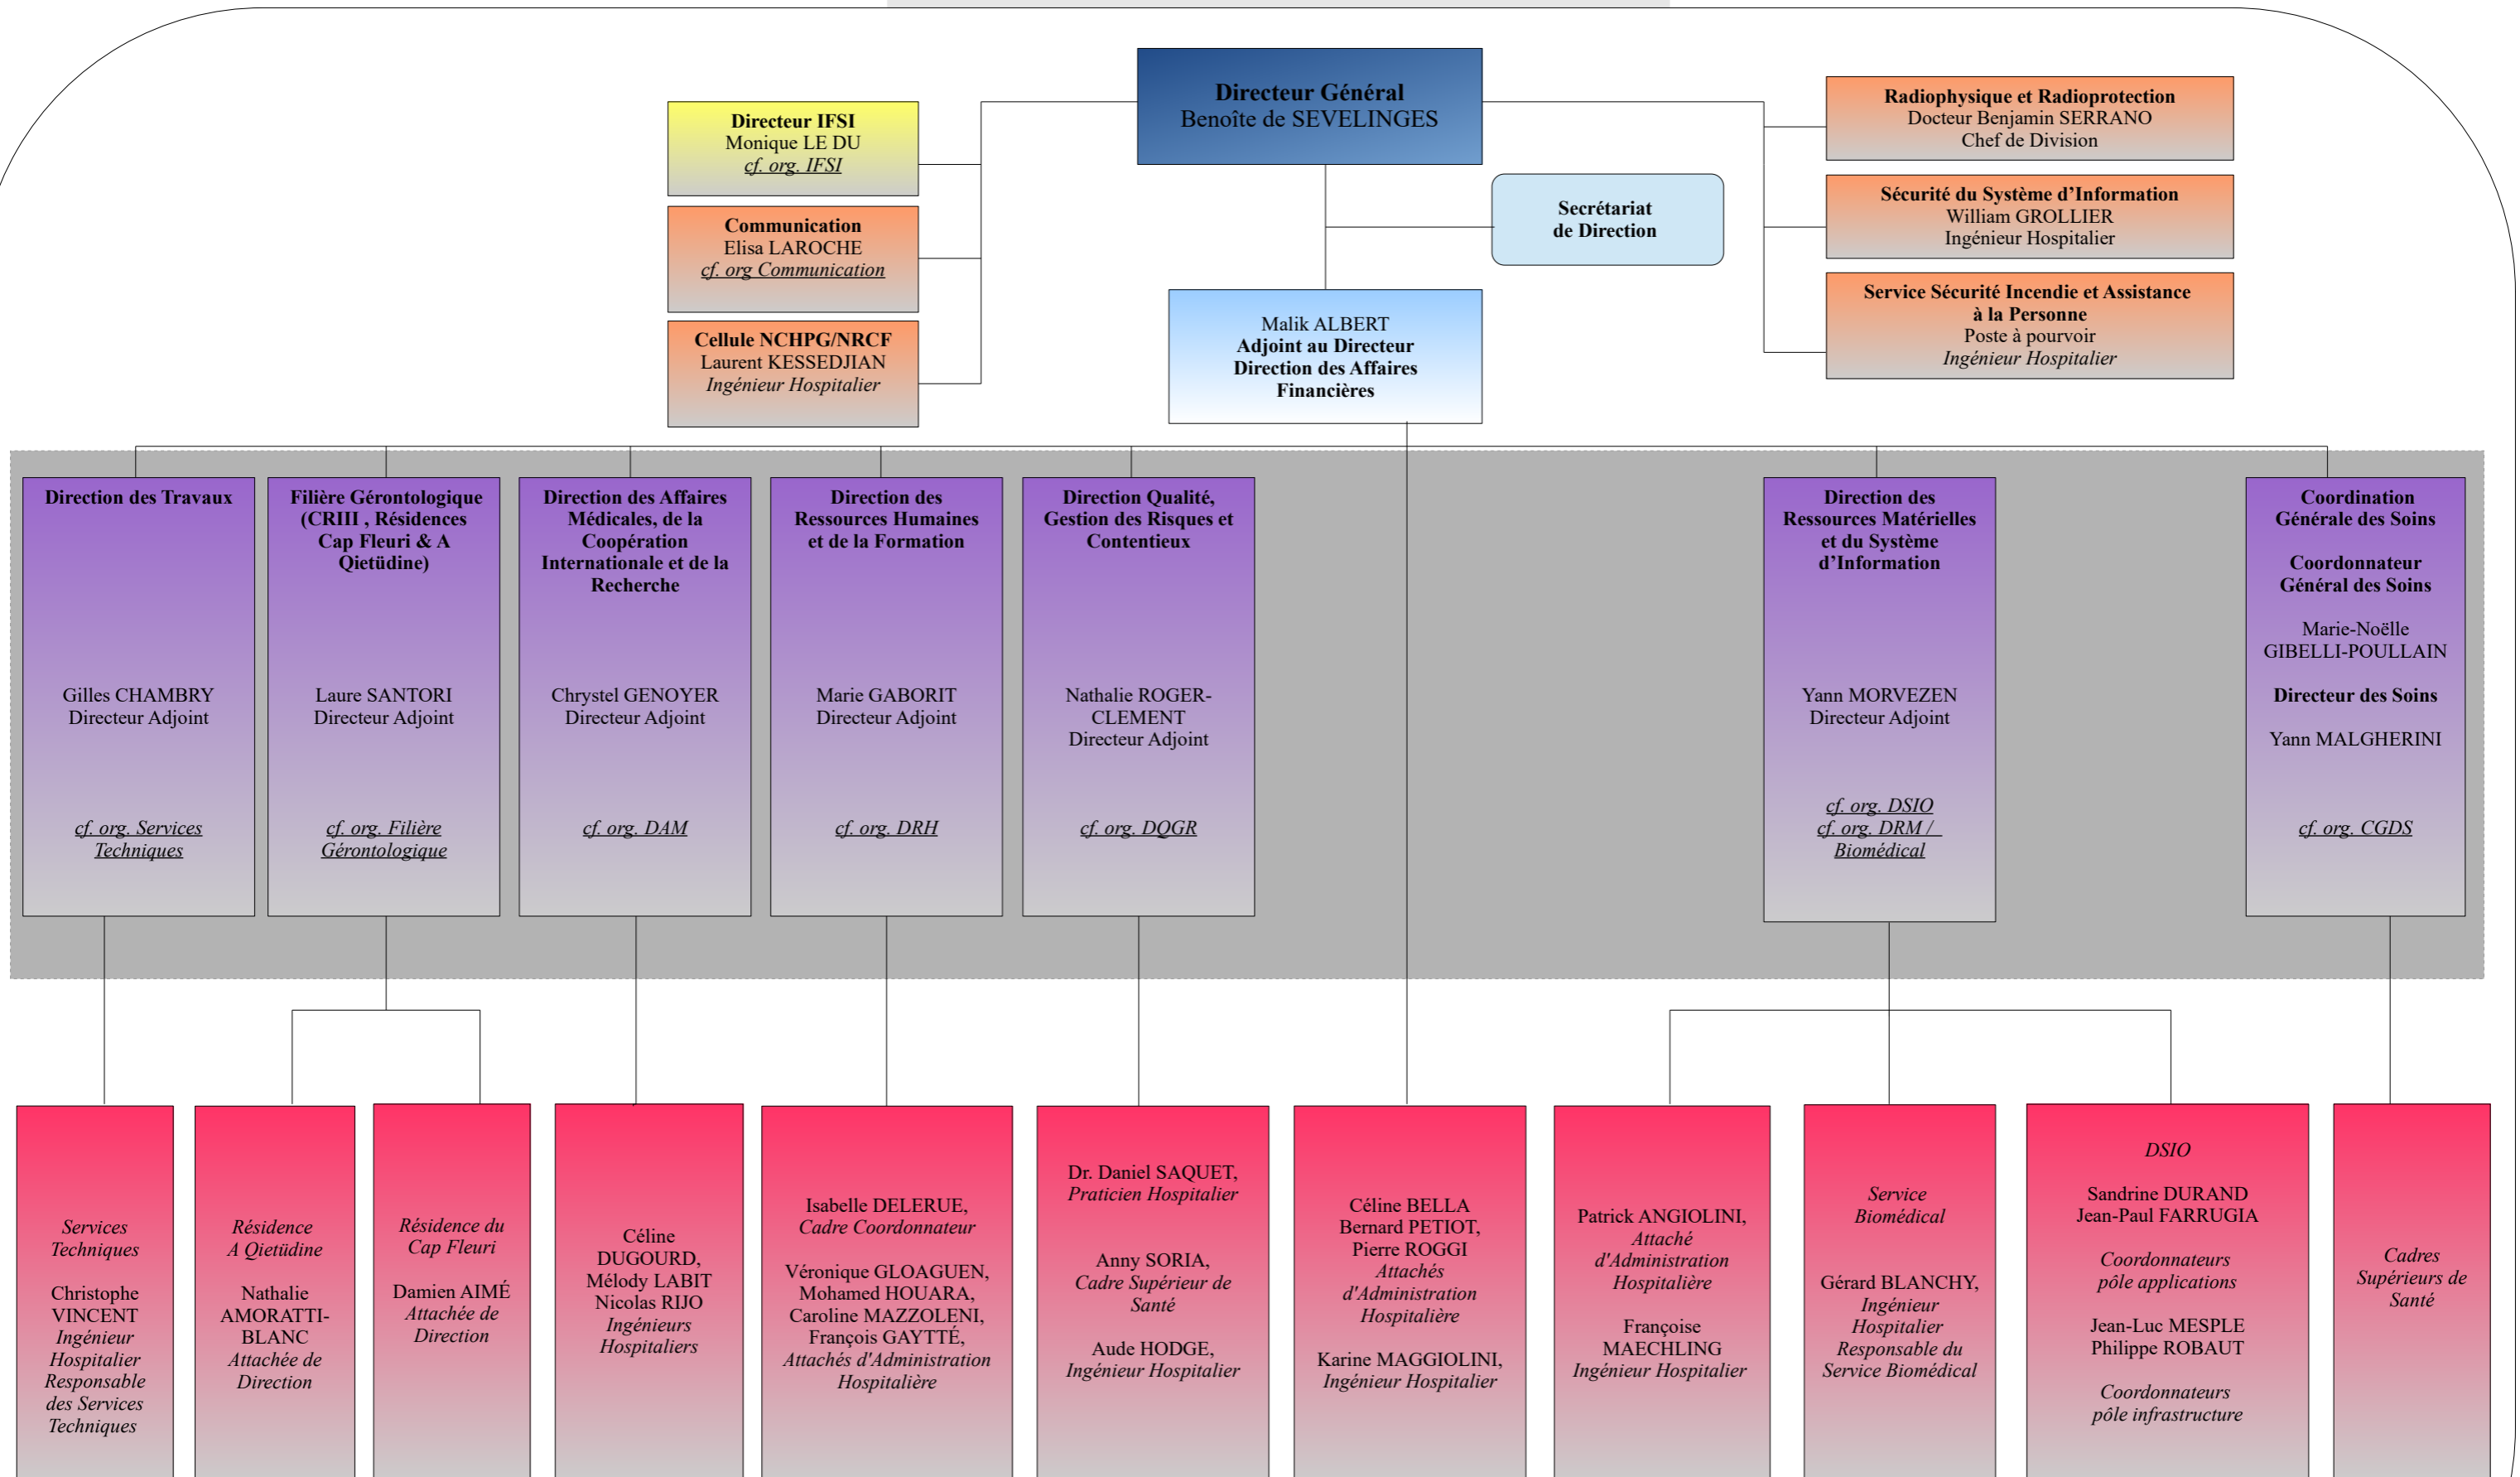 Directeur Général
Benoîte de SEVELINGES
Directeur IFSI
Monique LE DU
cf. org. IFSI
Communication
Elisa LAROCHE
cf. org Communication
Cellule NCHPG/NRCF
Laurent KESSEDJIAN
Ingénieur Hospitalier
Secrétariat
de Direction
Malik ALBERT
Adjoint au Directeur
Direction des Affaires
Financières
Radiophysique et Radioprotection
Docteur Benjamin SERRANO
Chef de Division
Sécurité du Système d’Information
William GROLLIER
Ingénieur Hospitalier
Service Sécurité Incendie et Assistance
à la Personne
Poste à pourvoir
Ingénieur Hospitalier
Direction des Travaux
Gilles CHAMBRY
Directeur Adjoint
cf. org. Services
Techniques
Filière Gérontologique
(CRIII , Résidences
Cap Fleuri & A
Qietüdine)
Laure SANTORI
Directeur Adjoint
cf. org. Filière
Gérontologique
Direction des Affaires
Médicales, de la
Coopération
Internationale et de la
Recherche
Chrystel GENOYER
Directeur Adjoint
cf. org. DAM
Direction des
Ressources Humaines
et de la Formation
Marie GABORIT
Directeur Adjoint
cf. org. DRH
Direction Qualité,
Gestion des Risques et
Contentieux
Nathalie ROGER-
CLEMENT
Directeur Adjoint
cf. org. DQGR
Direction des
Ressources Matérielles
et du Système
d’Information
Yann MORVEZEN
Directeur Adjoint
cf. org. DSIO
cf. org. DRM /
Biomédical
Coordination
Générale des Soins
Coordonnateur
Général des Soins
Marie-Noëlle
GIBELLI-POULLAIN
Directeur des Soins
Yann MALGHERINI
cf. org. CGDS
Services
Techniques
Christophe
VINCENT
Ingénieur
Hospitalier
Responsable
des Services
Techniques
Résidence
A Qietüdine
Nathalie
AMORATTI-
BLANC
Attachée de
Direction
Résidence du
Cap Fleuri
Damien AIMÉ
Attachée de
Direction
Céline
DUGOURD,
Mélody LABIT
Nicolas RIJO
Ingénieurs
Hospitaliers
Isabelle DELERUE,
Cadre Coordonnateur
Véronique GLOAGUEN,
Mohamed HOUARA,
Caroline MAZZOLENI,
François GAYTTÉ,
Attachés d'Administration
Hospitalière
Dr. Daniel SAQUET,
Praticien Hospitalier
Anny SORIA,
Cadre Supérieur de
Santé
Aude HODGE,
Ingénieur Hospitalier
Céline BELLA
Bernard PETIOT,
Pierre ROGGI
Attachés
d'Administration
Hospitalière
Karine MAGGIOLINI,
Ingénieur Hospitalier
Patrick ANGIOLINI,
Attaché
d'Administration
Hospitalière
Françoise
MAECHLING
Ingénieur Hospitalier
Service
Biomédical
Gérard BLANCHY,
Ingénieur
Hospitalier
Responsable du
Service Biomédical
DSIO
Sandrine DURAND
Jean-Paul FARRUGIA
Coordonnateurs
pôle applications
Jean-Luc MESPLE
Philippe ROBAUT
Coordonnateurs
pôle infrastructure
Cadres
Supérieurs de
Santé